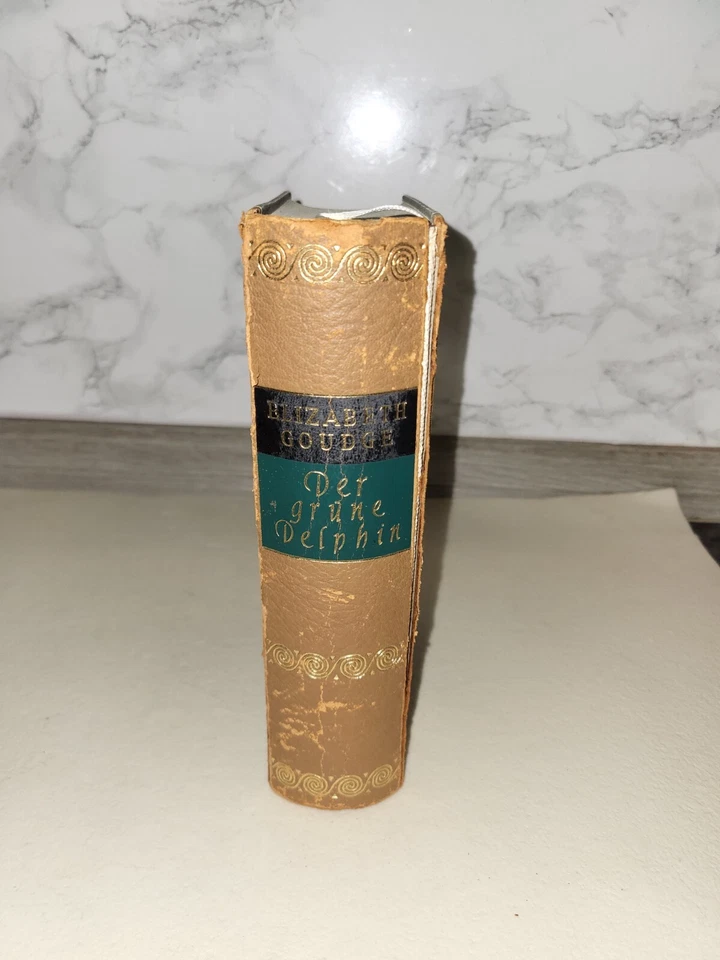 ELIZABETH
GOUDGE
Der
grüne
Delphin